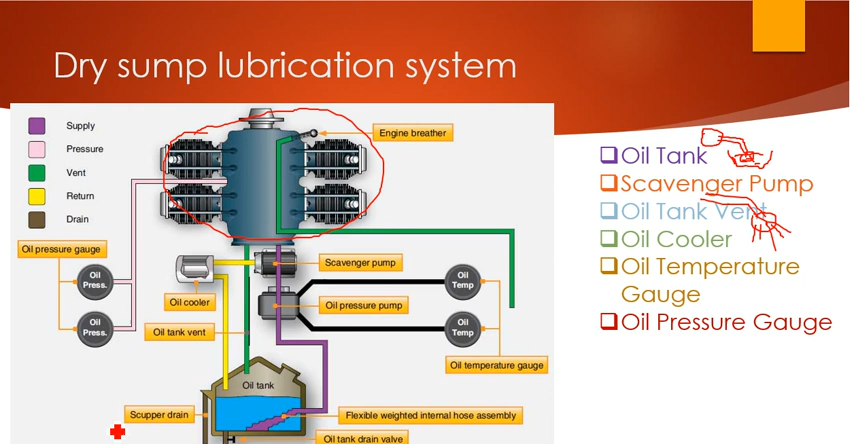 Dry sump lubrication system
Supply
Pressure
Vent
Return
Drain
Engine breather
Oil pressure gauge
Oil
Press.
Oil
Press.
Oil cooler
Scavenger pump
Oil pressure pump
Oil
Temp
Oil
Temp
Oil temperature gauge
Oil tank vent
Oil tank
Scupper drain
Flexible weighted internal hose assembly
Oil tank drain valve
Oil Tank
Scavenger Pump
Oil Tank Vent
Oil Cooler
Oil Temperature
Gauge
Oil Pressure Gauge